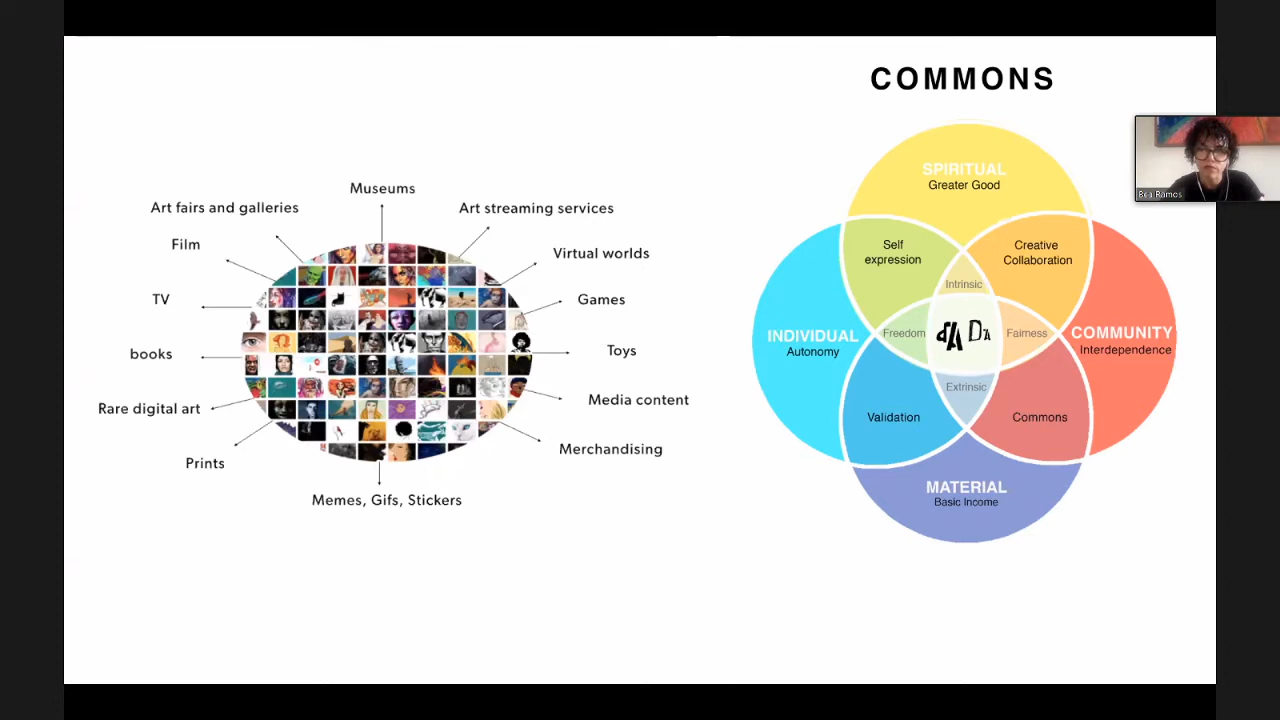 COMMONS
Museums
Art fairs and galleries
Art streaming services
Film
Virtual worlds
TV
Games
books
Toys
Rare digital art
Media content
Prints
Merchandising
Memes, Gifs, Stickers
SPIRITUAL
Greater Good
Self
expression
Creative
Collaboration
Intrinsic
INDIVIDUAL
Autonomy
Freedom
DADA
Fairness
COMMUNITY
Interdependence
Extrinsic
Validation
Commons
MATERIAL
Basic Income
Bea Ramos